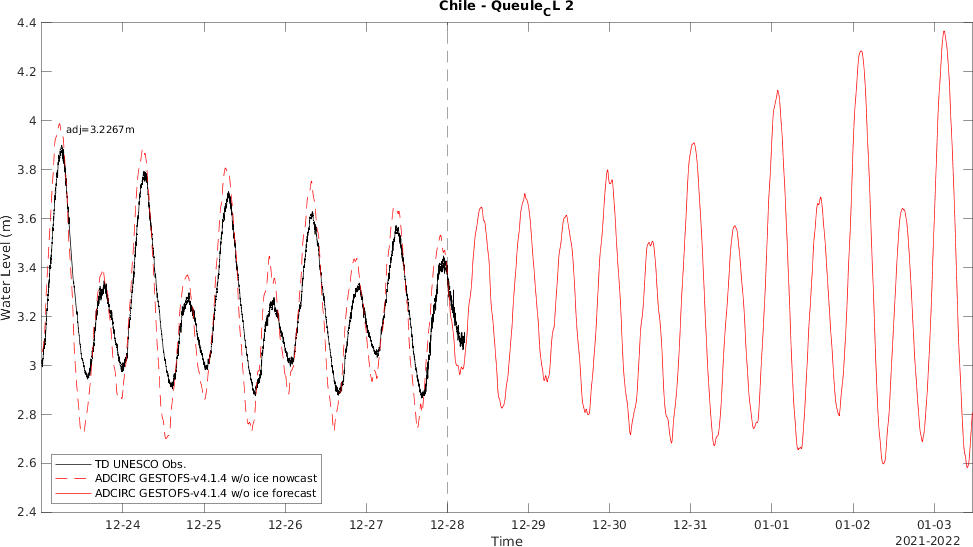 Chile - Queule_C L 2
4.4
4.2
4
3.8
3.6
3.4
3.2
3
2.8
2.6
2.4
Water Level (m)
adj=3.2267m
TD UNESCO Obs.
ADCIRC GESTOFS-v4.1.4 w/o ice nowcast
ADCIRC GESTOFS-v4.1.4 w/o ice forecast
12-24 12-25 12-26 12-27 12-28 12-29 12-30 12-31 01-01 01-02 01-03
Time
2021-2022